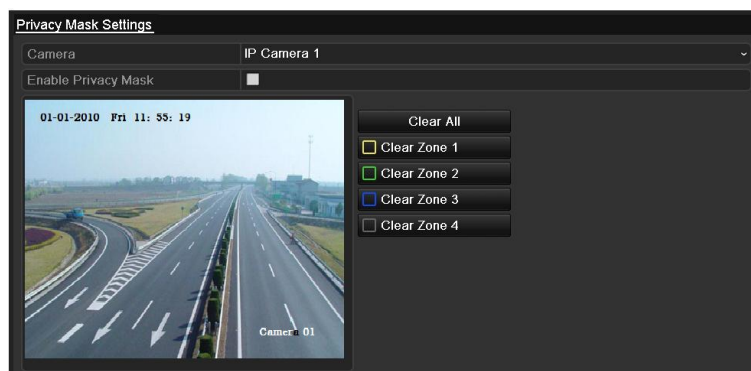 Privacy Mask Settings
Camera
IP Camera 1
Enable Privacy Mask
01-01-2010 Fri 11: 55: 19
Clear All
Clear Zone 1
Clear Zone 2
Clear Zone 3
Clear Zone 4
Camera 01